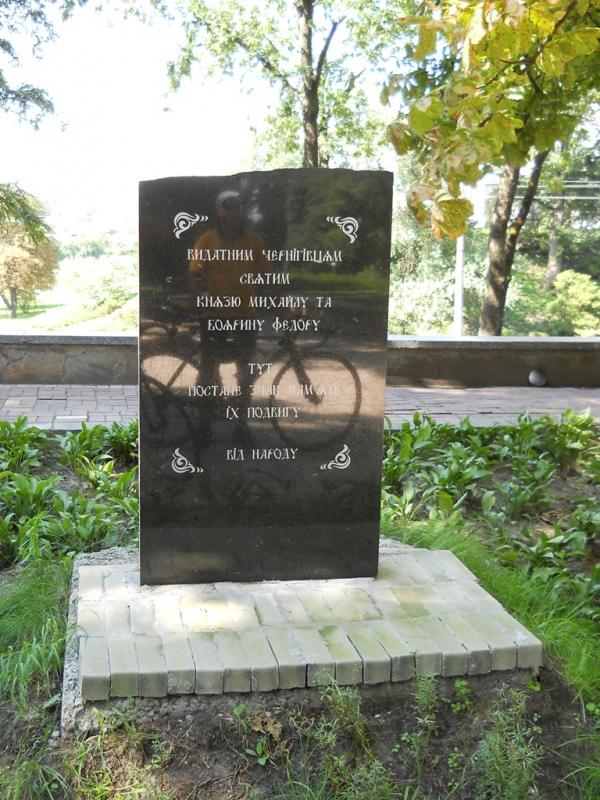 ВИДАТНИМ ЧЕРНІГІВЦЯМ
СВЯТИМ
КНЯЗЮ МИХАЙЛУ ТА
БОЯРИНУ ФЕДОРУ
ТУТ
ПОСТАНЕ ЗНАК ПАМ'ЯТІ
ЇХ ПОДВИГУ
ВІД НАРОДУ